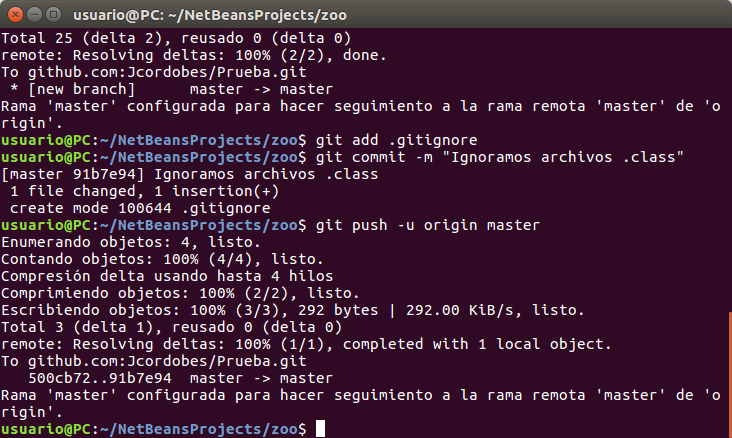 usuario@PC: ~/NetBeansProjects/zoo
Total 25 (delta 2), reusado 0 (delta 0)
remote: Resolving deltas: 100% (2/2), done.
To github.com:Jcordobes/Prueba.git
 * [new branch]      master -> master
Rama 'master' configurada para hacer seguimiento a la rama remota 'master' de 'o
rigin'.
usuario@PC:~/NetBeansProjects/zoo$ git add .gitignore
usuario@PC:~/NetBeansProjects/zoo$ git commit -m "Ignoramos archivos .class"
[master 91b7e94] Ignoramos archivos .class
 1 file changed, 1 insertion(+)
 create mode 100644 .gitignore
usuario@PC:~/NetBeansProjects/zoo$ git push -u origin master
Enumerando objetos: 4, listo.
Contando objetos: 100% (4/4), listo.
Compresión delta usando hasta 4 hilos
Comprimiendo objetos: 100% (2/2), listo.
Escribiendo objetos: 100% (3/3), 292 bytes | 292.00 KiB/s, listo.
Total 3 (delta 1), reusado 0 (delta 0)
remote: Resolving deltas: 100% (1/1), completed with 1 local object.
To github.com:Jcordobes/Prueba.git
   500cb72..91b7e94  master -> master
Rama 'master' configurada para hacer seguimiento a la rama remota 'master' de 'o
rigin'.
usuario@PC:~/NetBeansProjects/zoo$